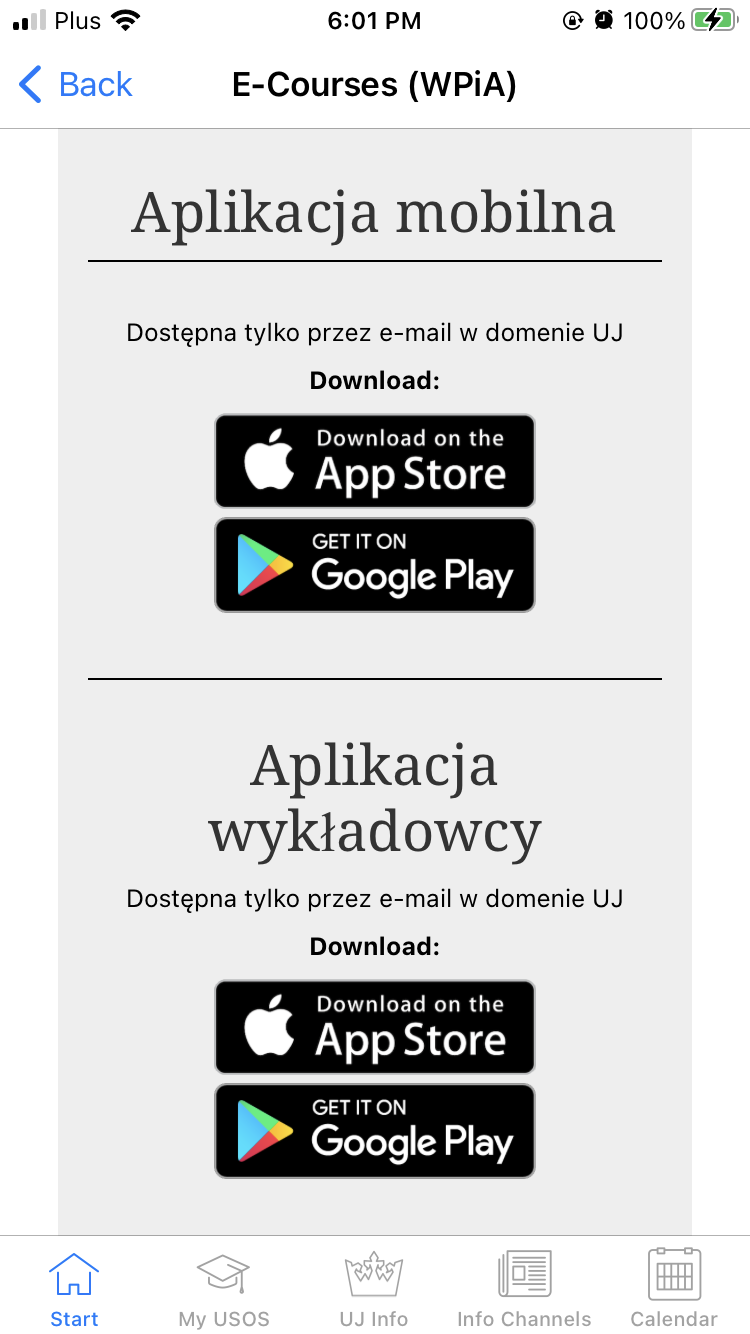 Plus 6:01 PM 100%
Back E-Courses (WPiA)
Aplikacja mobilna
Dostępna tylko przez e-mail w domenie UJ
Download:
Download on the
App Store
GET IT ON
Google Play
Aplikacja
wykładowcy
Dostępna tylko przez e-mail w domenie UJ
Download:
Download on the
App Store
GET IT ON
Google Play
Start My USOS UJ Info Info Channels Calendar